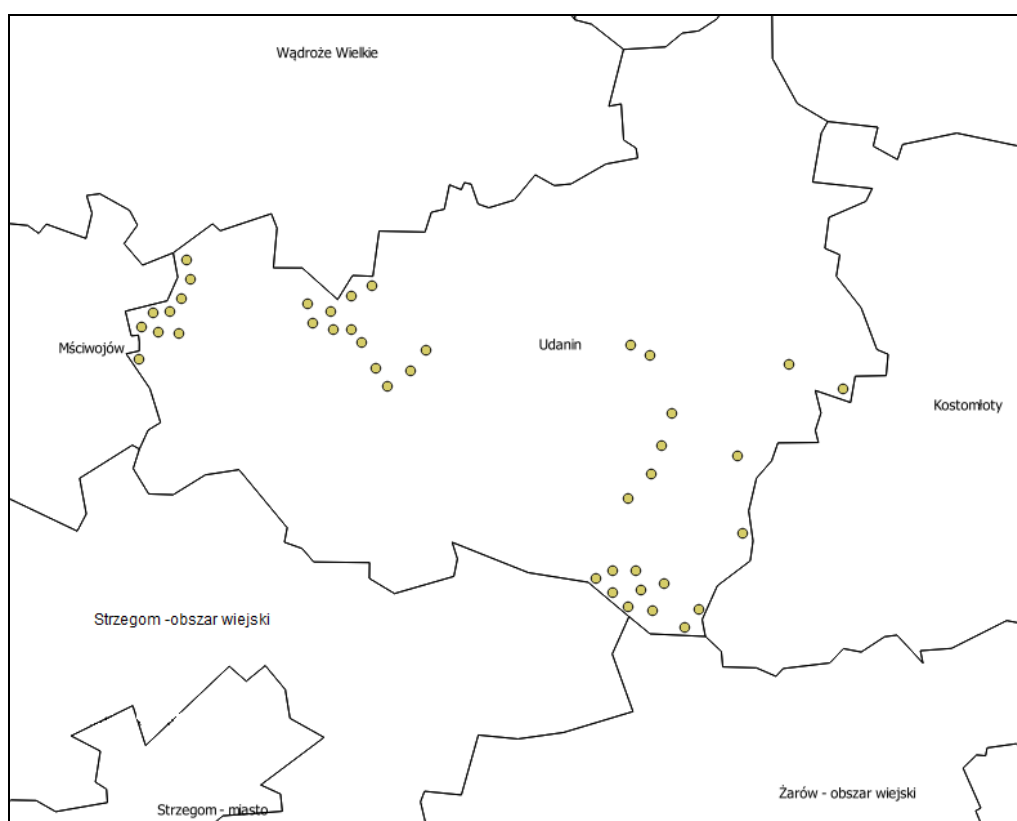 Wądroże Wielkie
Mściwojów
Udanin
Kostomłoty
Strzegom -obszar wiejski
Strzegom - miasto
Żarów - obszar wiejski